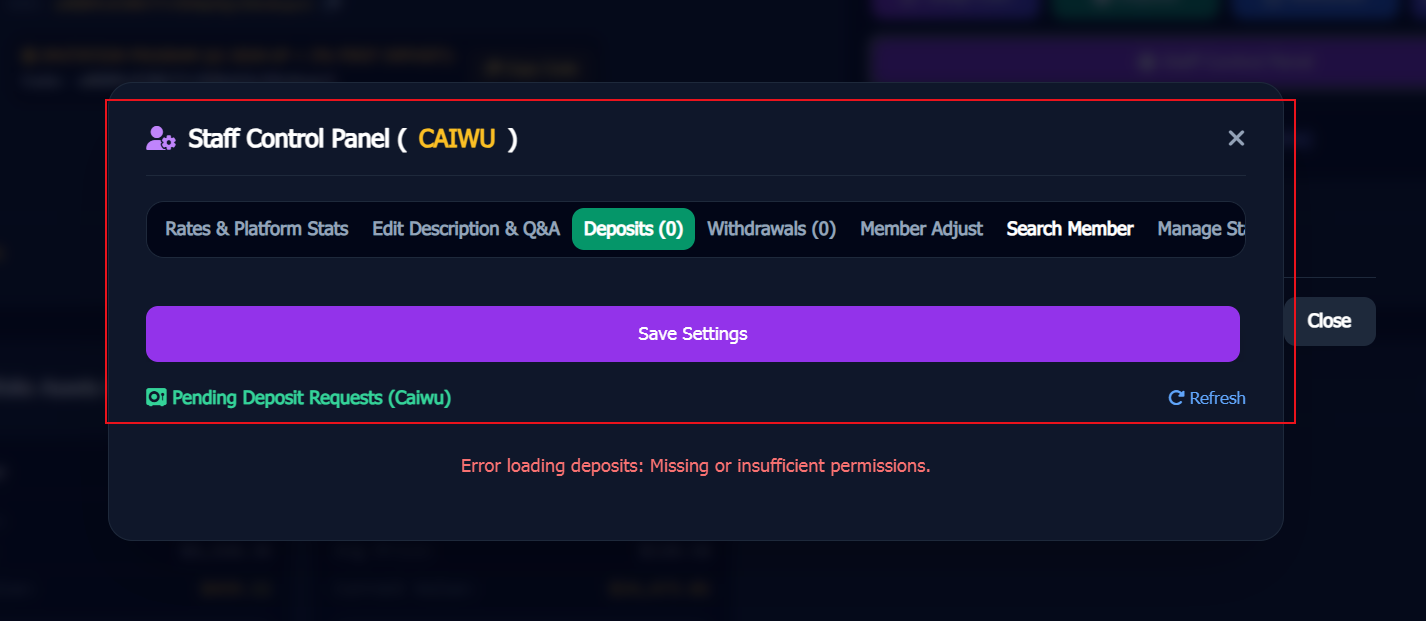 Staff Control Panel ( CAIWU )
Rates & Platform Stats Edit Description & Q&A Deposits (0) Withdrawals (0) Member Adjust Search Member Manage St
Close
Save Settings
Pending Deposit Requests (Caiwu) Refresh
Error loading deposits: Missing or insufficient permissions.